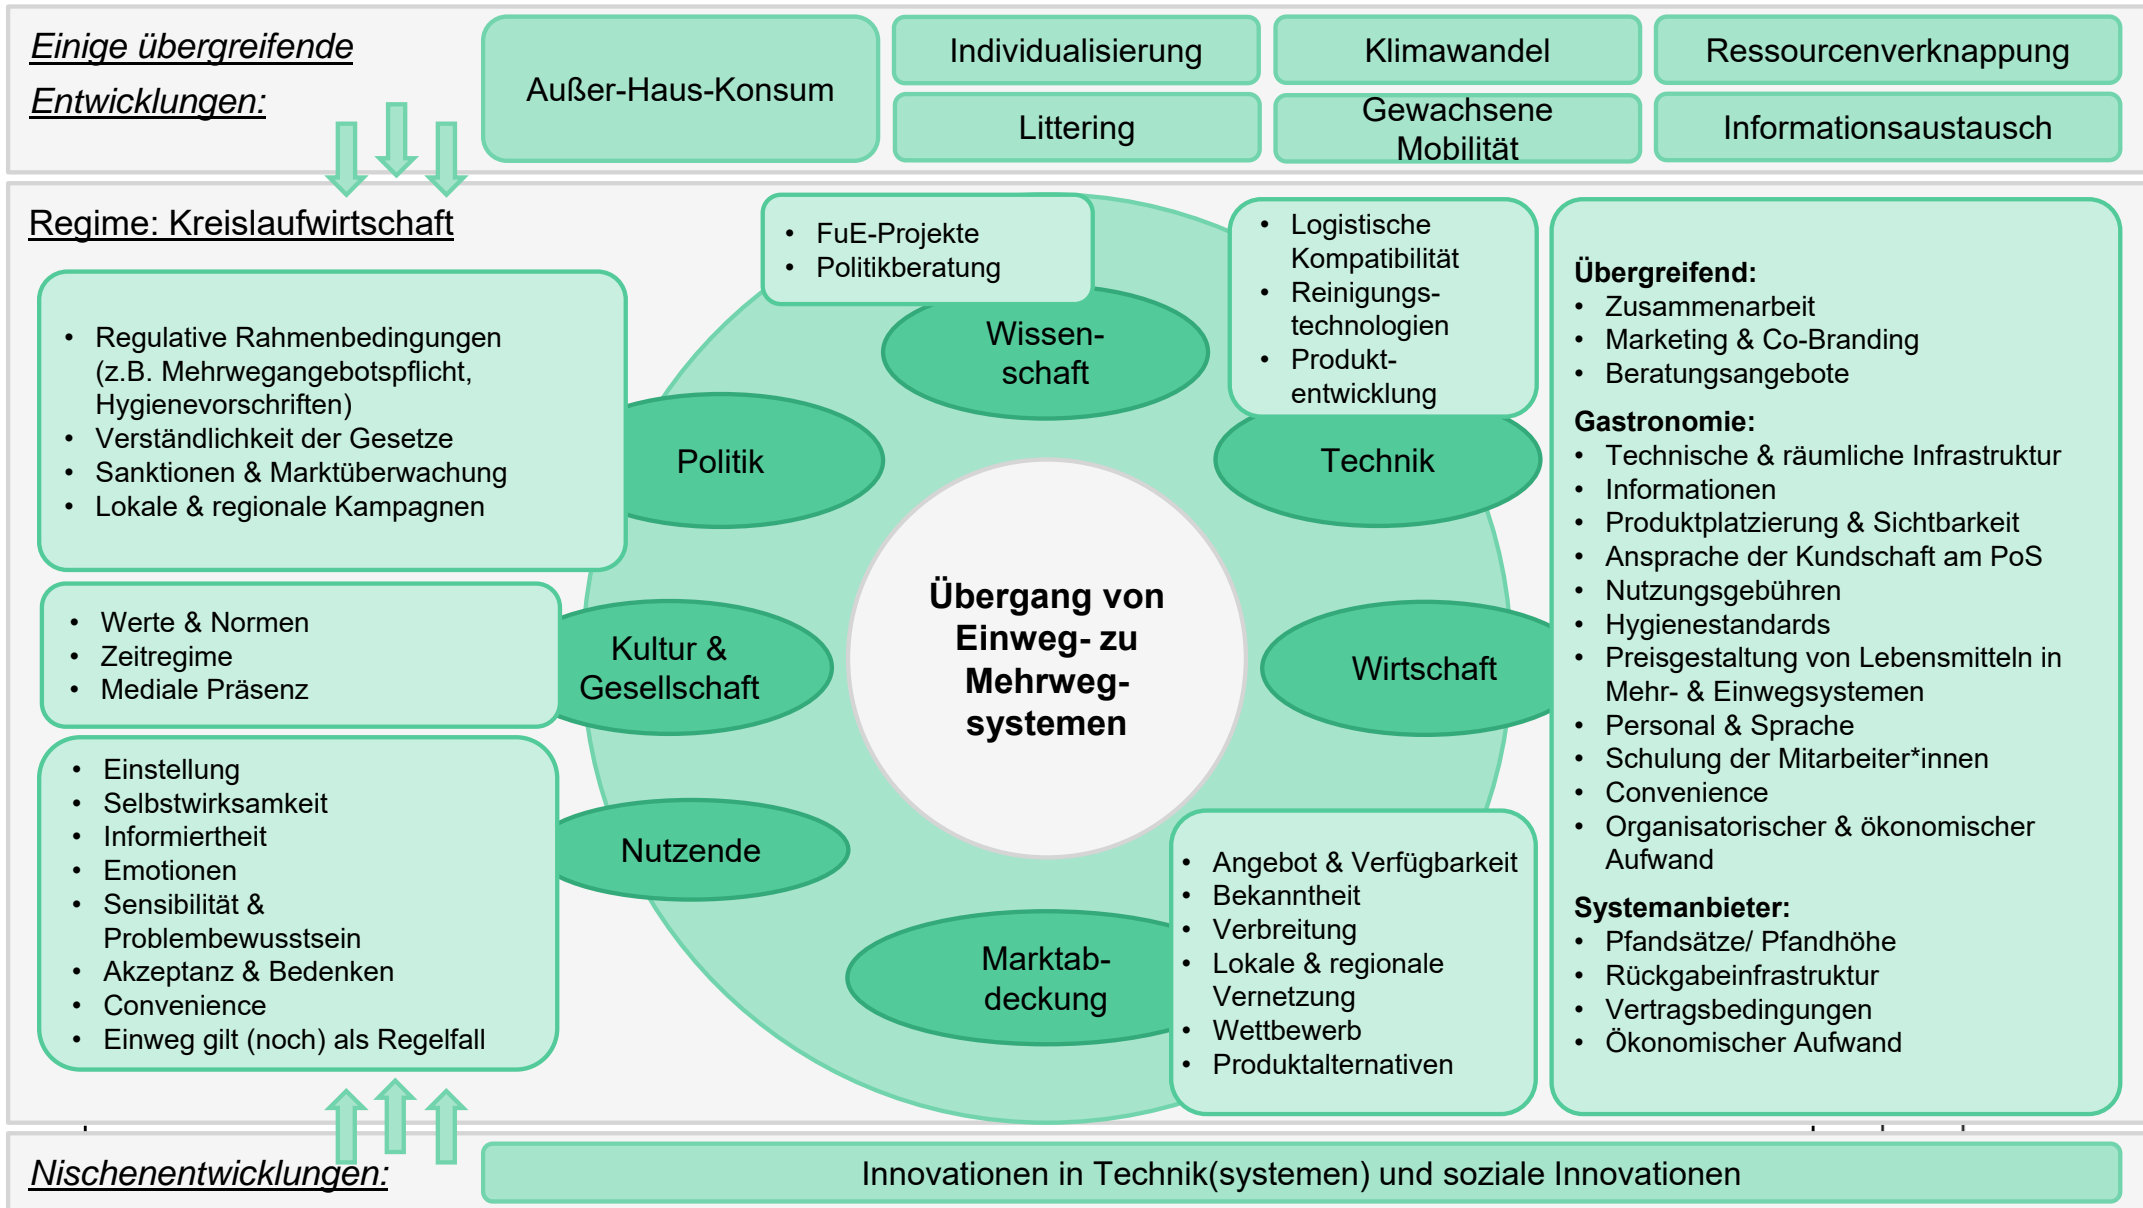 Einige übergreifende
Entwicklungen:
Außer-Haus-Konsum
Individualisierung
Klimawandel
Ressourcenverknappung
Littering
Gewachsene
Mobilität
Informationsaustausch
Regime: Kreislaufwirtschaft
• FuE-Projekte
• Politikberatung
Wissen-
schaft
• Logistische
Kompatibilität
• Reinigungs-
technologien
• Produkt-
entwicklung
Technik
• Regulative Rahmenbedingungen
(z.B. Mehrwegangebotspflicht,
Hygienevorschriften)
• Verständlichkeit der Gesetze
• Sanktionen & Marktüberwachung
• Lokale & regionale Kampagnen
Politik
• Werte & Normen
• Zeitregime
• Mediale Präsenz
Kultur &
Gesellschaft
• Einstellung
• Selbstwirksamkeit
• Informiertheit
• Emotionen
• Sensibilität &
Problembewusstsein
• Akzeptanz & Bedenken
• Convenience
• Einweg gilt (noch) als Regelfall
Nutzende
Übergang von
Einweg- zu
Mehrweg-
systemen
Marktab-
deckung
• Angebot & Verfügbarkeit
• Bekanntheit
• Verbreitung
• Lokale & regionale
Vernetzung
• Wettbewerb
• Produktalternativen
Wirtschaft
Übergreifend:
• Zusammenarbeit
• Marketing & Co-Branding
• Beratungsangebote
Gastronomie:
• Technische & räumliche Infrastruktur
• Informationen
• Produktplatzierung & Sichtbarkeit
• Ansprache der Kundschaft am PoS
• Nutzungsgebühren
• Hygienestandards
• Preisgestaltung von Lebensmitteln in
Mehr- & Einwegsystemen
• Personal & Sprache
• Schulung der Mitarbeiter*innen
• Convenience
• Organisatorischer & ökonomischer
Aufwand
Systemanbieter:
• Pfandsätze/ Pfandhöhe
• Rückgabeinfrastruktur
• Vertragsbedingungen
• Ökonomischer Aufwand
Nischenentwicklungen:
Innovationen in Technik(systemen) und soziale Innovationen